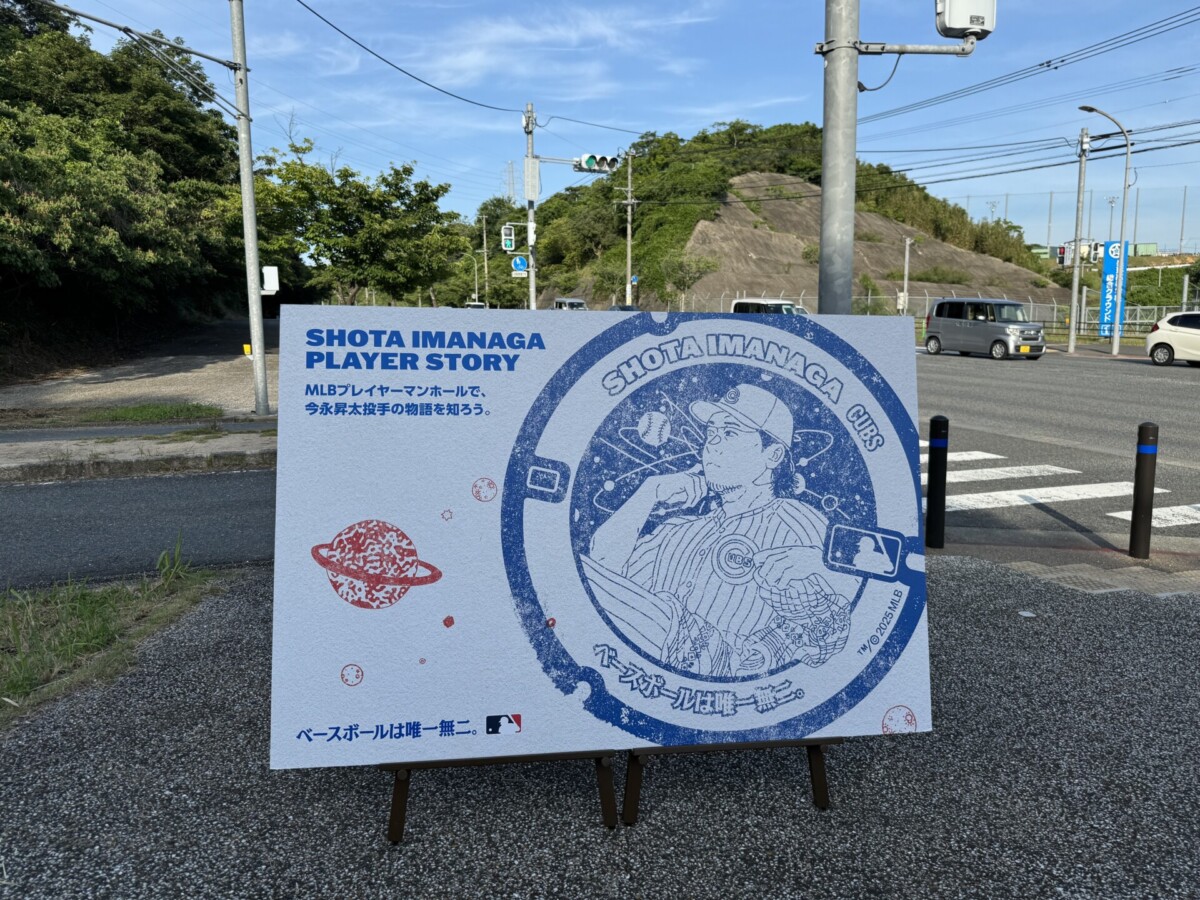 SHOTA IMANAGA
PLAYER STORY
MLBプレイヤーマンホールで、
今永昇太投手の物語を知ろう。
SHOTA IMANAGA CUBS
CUBS
ベースボールは唯一無二。
™/© 2025 MLB
ベースボールは唯一無二。